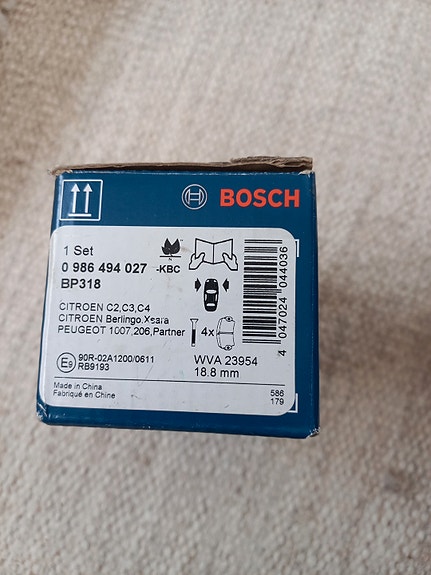 BOSCH
1 Set
0 986 494 027 -KBC
BP318
CITROEN C2,C3,C4
CITROEN Berlingo,Xsara
PEUGEOT 1007,206,Partner
4x
E9 90R-02A1200/0611
RB9193
WVA 23954
18.8 mm
Made in China
Fabriqué en Chine
586
179
4 047024 044036